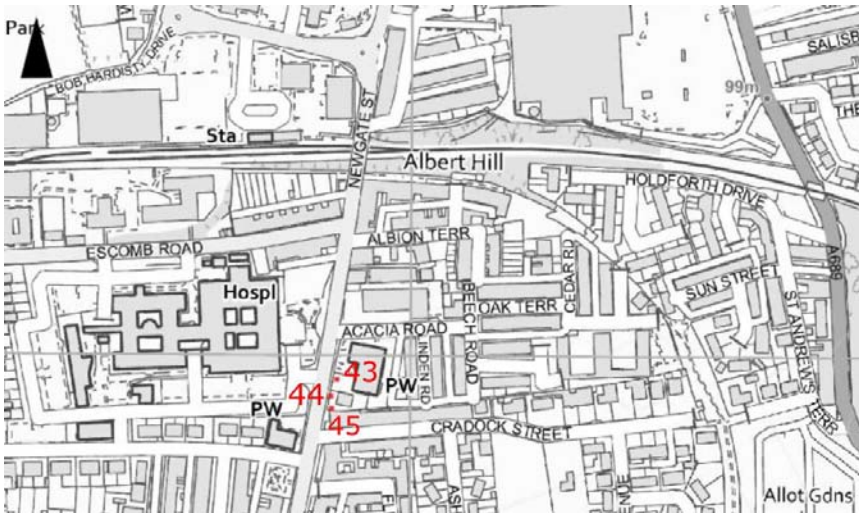 Park
BOB HARDISTY DRIVE
SALISB
99m
THE
Sta
NEWGATE ST
Albert Hill
HOLDFORTH DRIVE
ESCOMB ROAD
ALBION TERR
A689
Hospl
BEECH ROAD
OAK TERR
CEDAR RD
SUN STREET
ACACIA ROAD
ST ANDREWS TERR
43
44
PW
INDEN RD
PW
45
CRADOCK STREET
FL
ASH
ENE
Allot Gdns